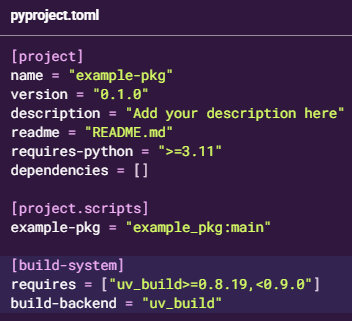 pyproject.toml
[project]
name = "example-pkg"
version = "0.1.0"
description = "Add your description here"
readme = "README.md"
requires-python = ">=3.11"
dependencies = []
[project.scripts]
example-pkg = "example_pkg:main"
[build-system]
requires = ["uv_build>=0.8.19,<0.9.0"]
build-backend = "uv_build"